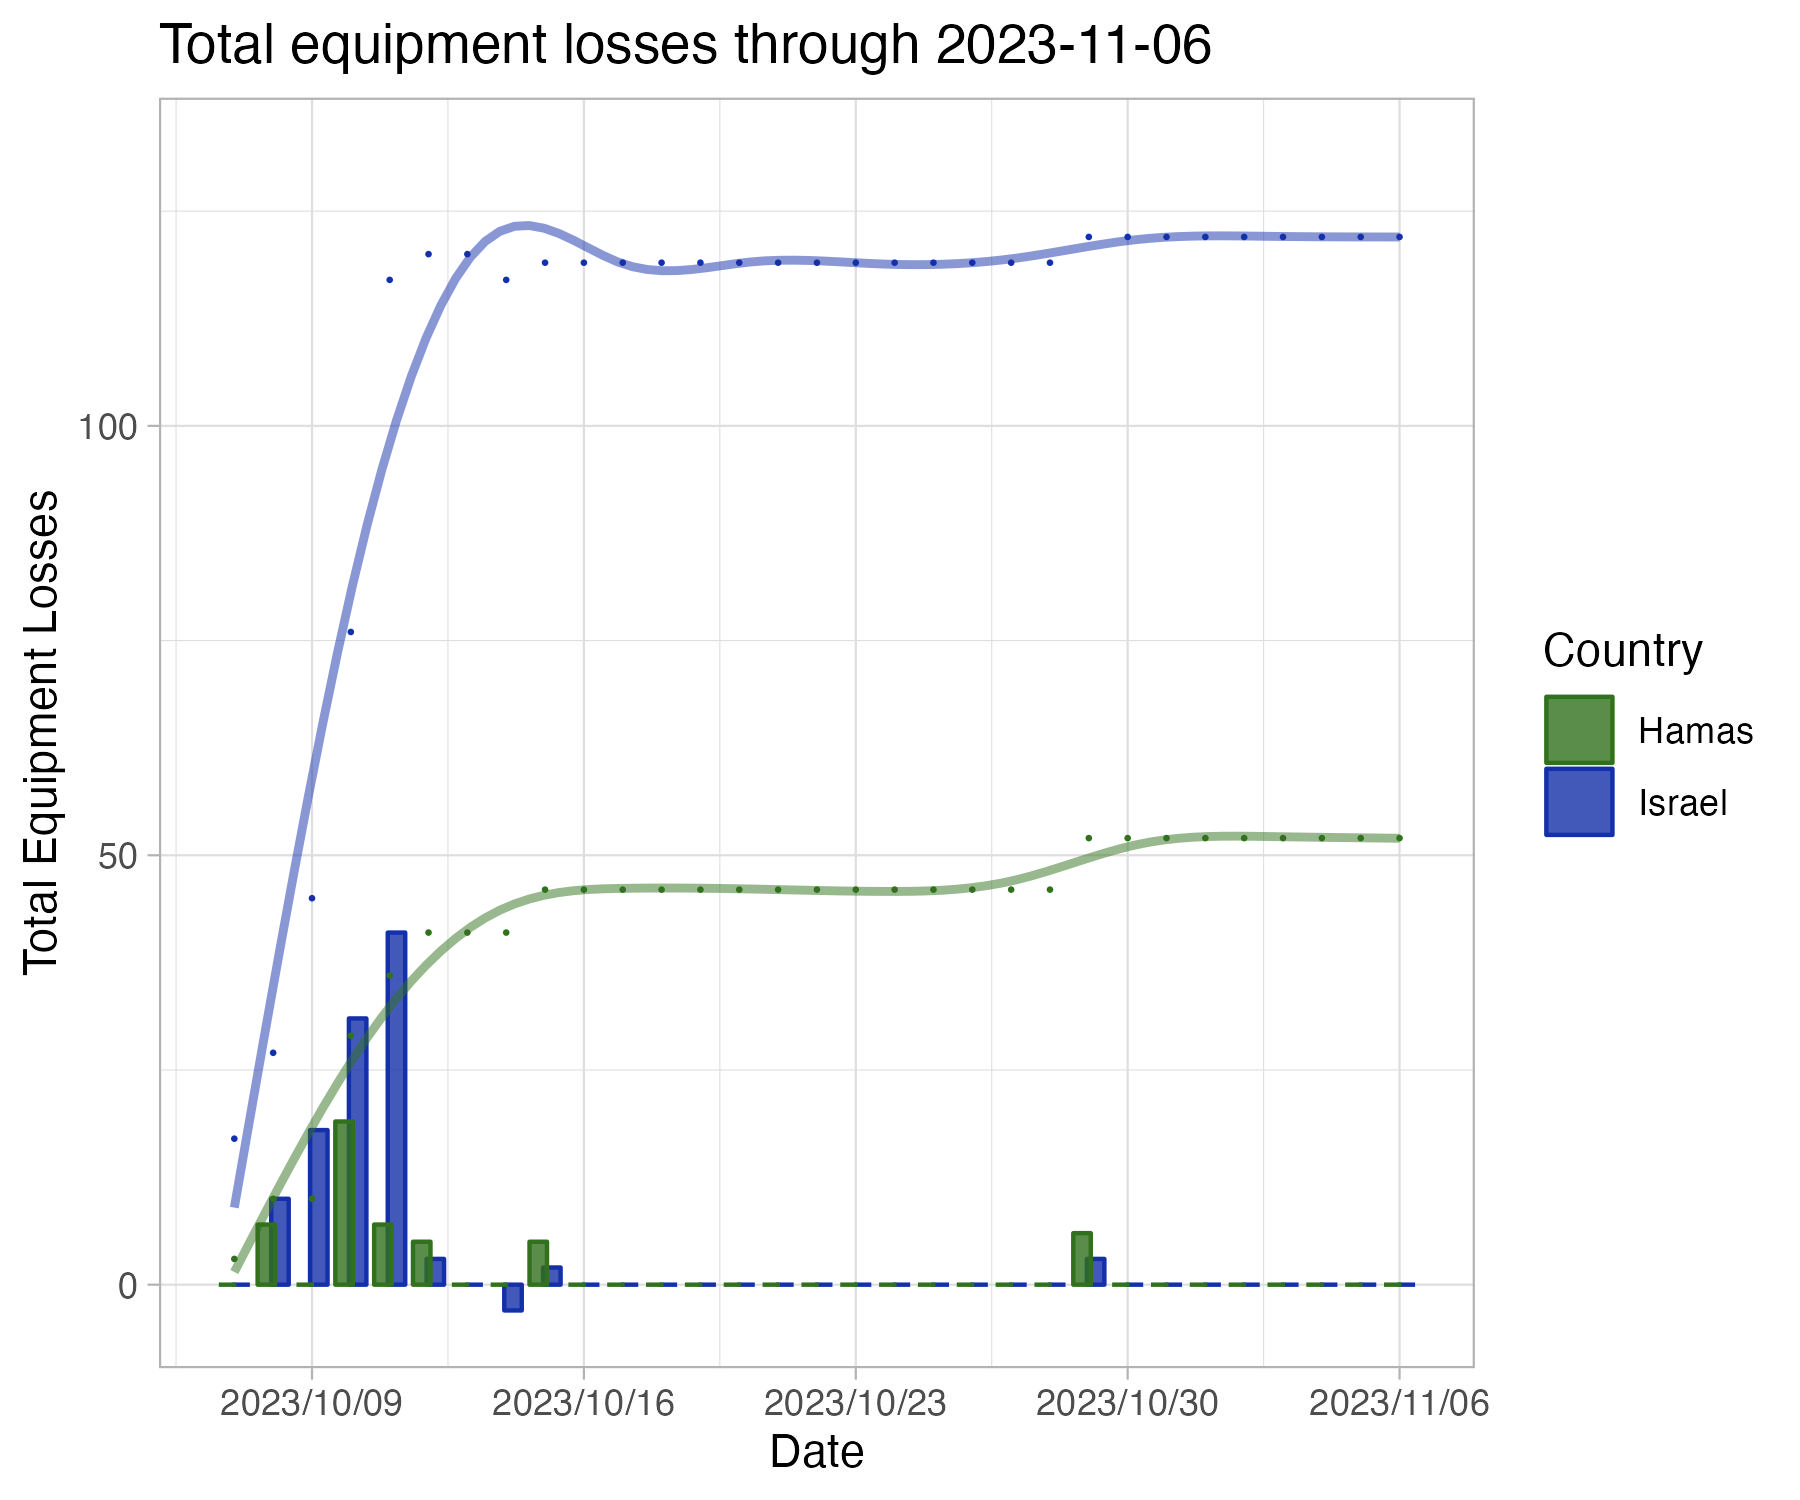 Total equipment losses through 2023-11-06
Total Equipment Losses
100
50
0
2023/10/09 2023/10/16 2023/10/23 2023/10/30 2023/11/06
Date
Country
Hamas
Israel